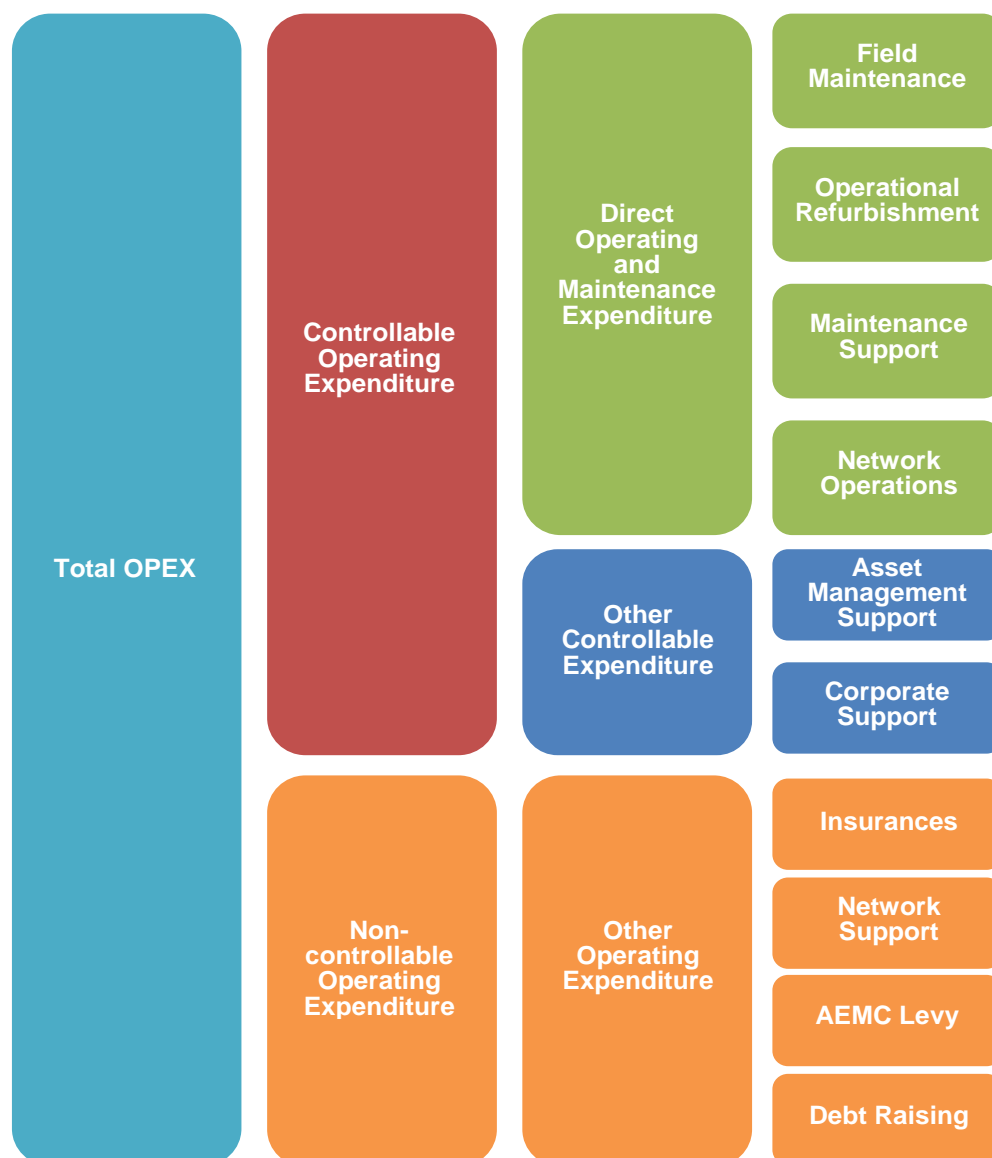 Total OPEX
Controllable
Operating
Expenditure
Direct
Operating
and
Maintenance
Expenditure
Field
Maintenance
Operational
Refurbishment
Maintenance
Support
Network
Operations
Other
Controllable
Expenditure
Asset
Management
Support
Corporate
Support
Non-
controllable
Operating
Expenditure
Other
Operating
Expenditure
Insurances
Network
Support
AEMC Levy
Debt Raising